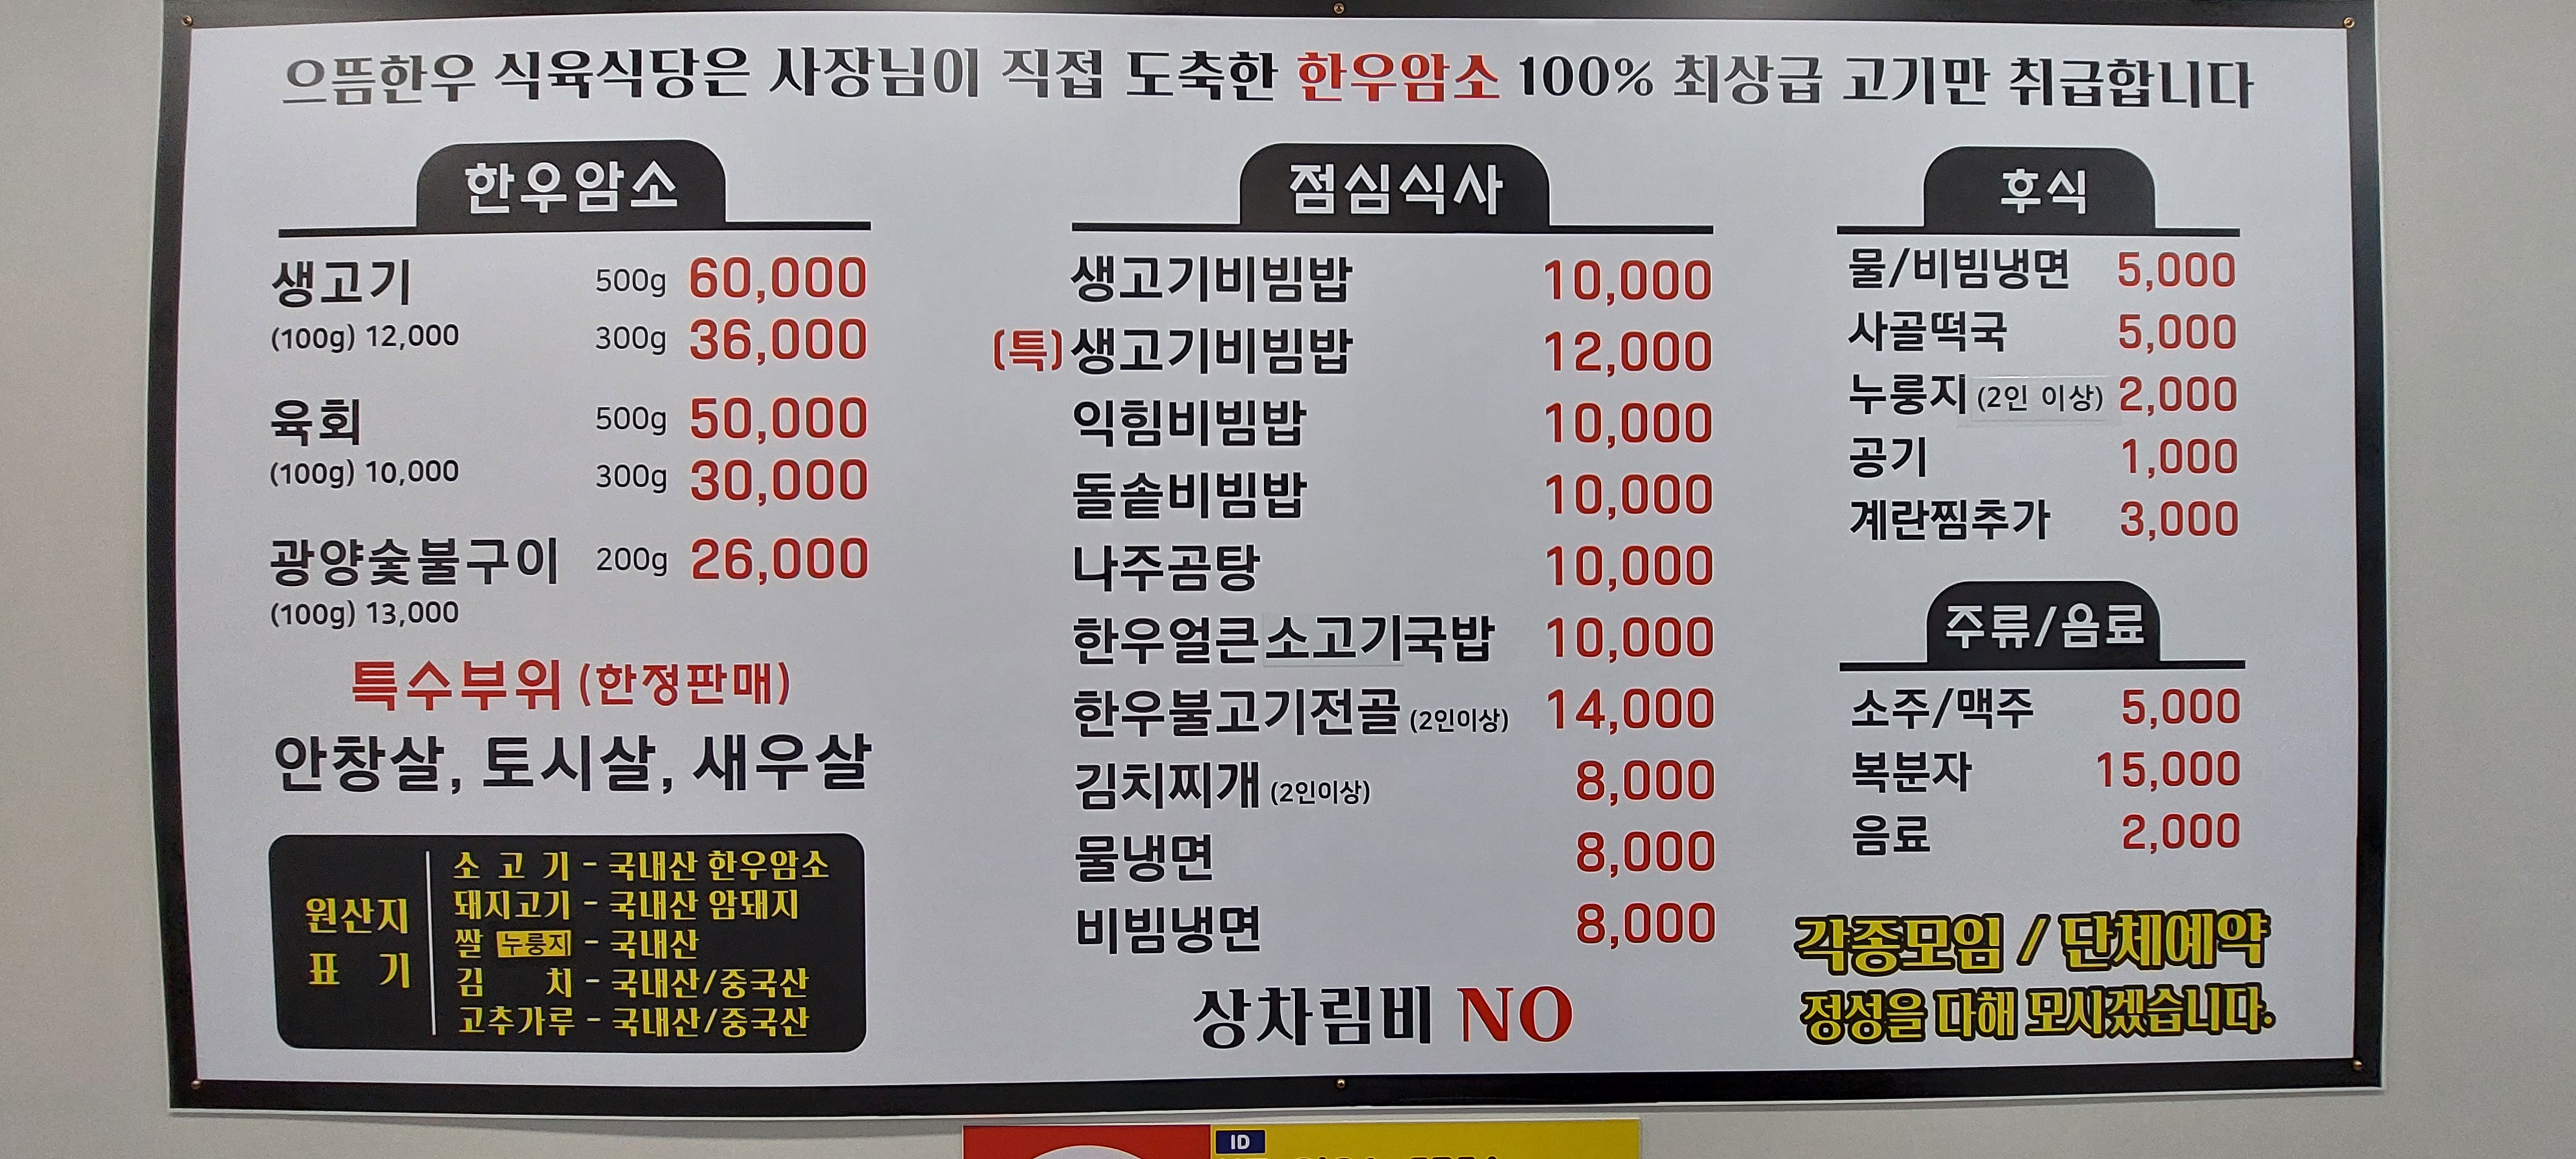 으뜸한우 식육식당은 사장님이 직접 도축한 한우암소 100% 최상급 고기만 취급합니다
한우암소
생고기 500g 60,000
(100g) 12,000 300g 36,000
육회 500g 50,000
(100g) 10,000 300g 30,000
광양숯불구이 200g 26,000
(100g) 13,000
특수부위 (한정판매)
안창살, 토시살, 새우살
원산지
표 기
소 고 기 - 국내산 한우암소
돼지고기 - 국내산 암돼지
쌀 누룽지 - 국내산
김 치 - 국내산/중국산
고추가루 - 국내산/중국산
점심식사
생고기비빔밥 10,000
(특)생고기비빔밥 12,000
익힘비빔밥 10,000
돌솥비빔밥 10,000
나주곰탕 10,000
한우얼큰소고기국밥 10,000
한우불고기전골 (2인이상) 14,000
김치찌개 (2인이상) 8,000
물냉면 8,000
비빔냉면 8,000
상차림비 NO
후식
물/비빔냉면 5,000
사골떡국 5,000
누룽지 (2인 이상) 2,000
공기 1,000
계란찜추가 3,000
주류/음료
소주/맥주 5,000
복분자 15,000
음료 2,000
각종모임 / 단체예약
정성을 다해 모시겠습니다.
ID